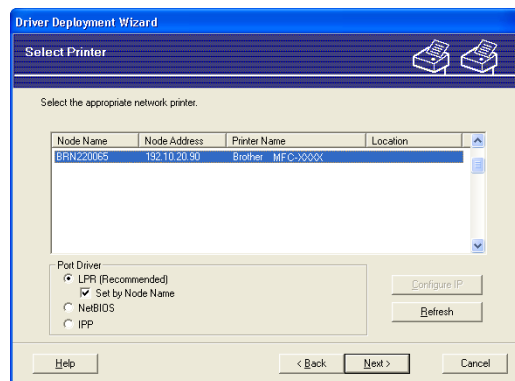 Driver Deployment Wizard
Select Printer
Select the appropriate network printer.
Node Name Node Address Printer Name Location
BRN220065 192.10.20.90 Brother MFC-XXXX
Port Driver
LPR (Recommended)
Set by Node Name
NetBIOS
IPP
Configure IP
Refresh
Help < Back Next > Cancel